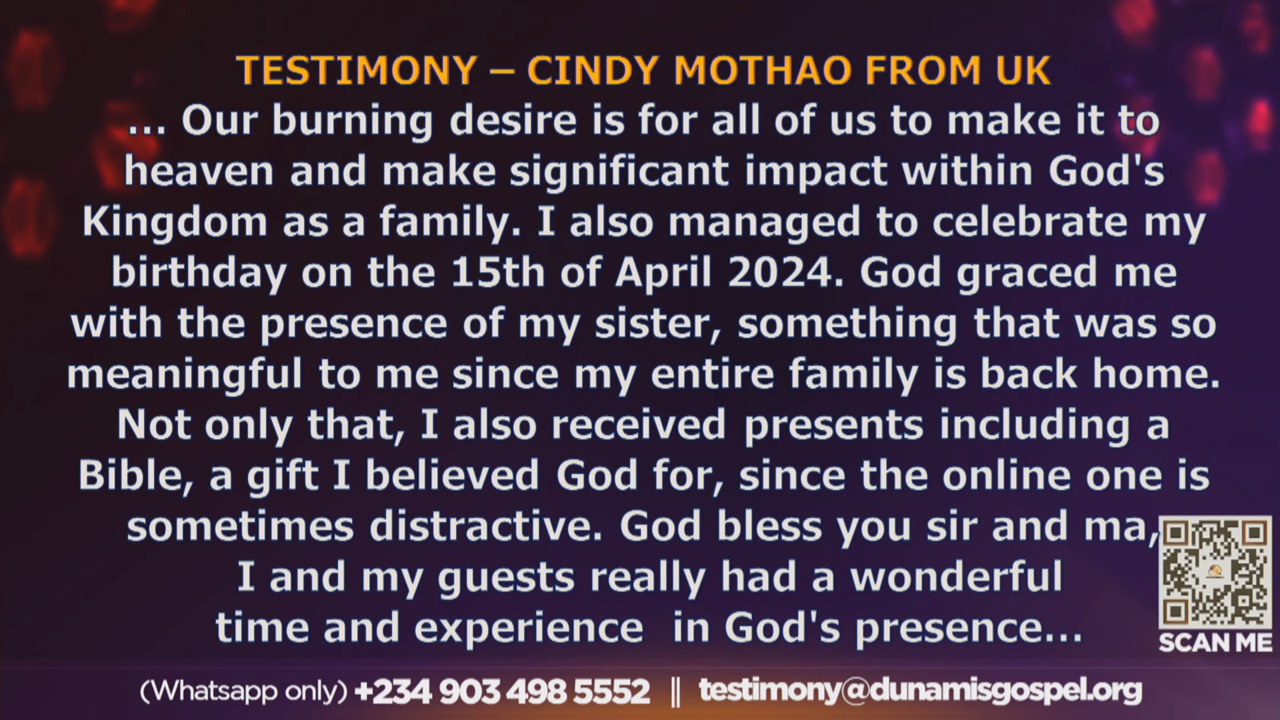 TESTIMONY – CINDY MOTHAO FROM UK
... Our burning desire is for all of us to make it to
heaven and make significant impact within God's
Kingdom as a family. I also managed to celebrate my
birthday on the 15th of April 2024. God graced me
with the presence of my sister, something that was so
meaningful to me since my entire family is back home.
Not only that, I also received presents including a
Bible, a gift I believed God for, since the online one is
sometimes distractive. God bless you sir and ma,
I and my guests really had a wonderful
time and experience  in God's presence...
SCAN ME
(Whatsapp only) +234 903 498 5552 || testimony@dunamisgospel.org